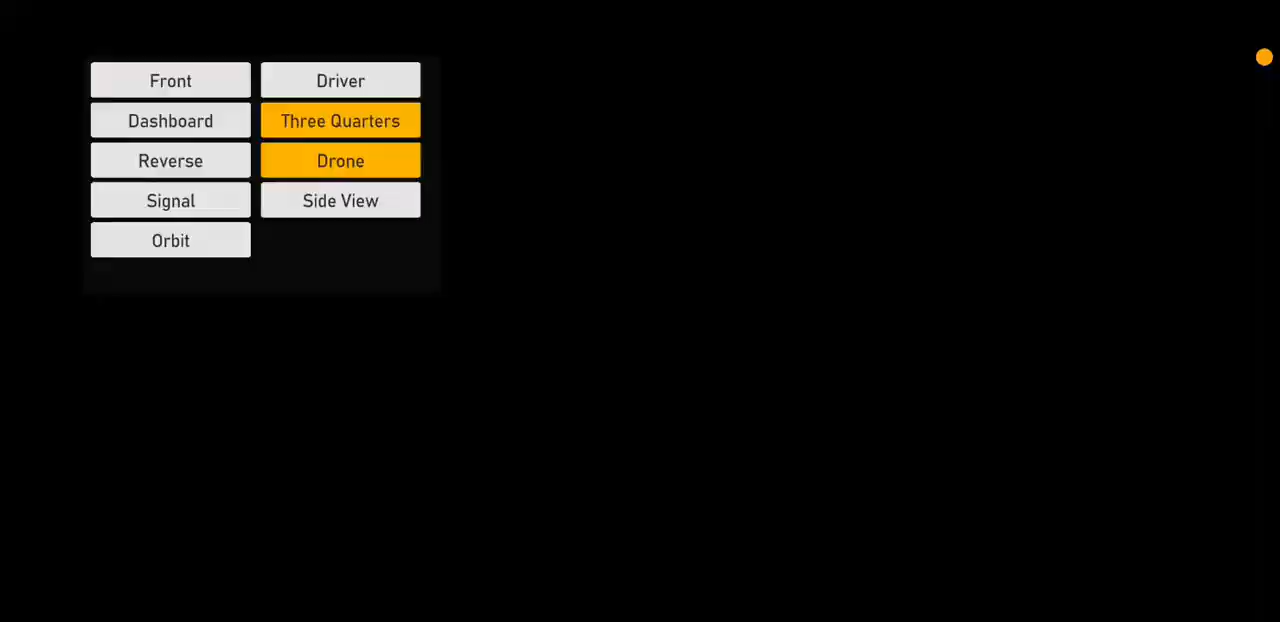 Front
Driver
Dashboard
Three Quarters
Reverse
Drone
Signal
Side View
Orbit